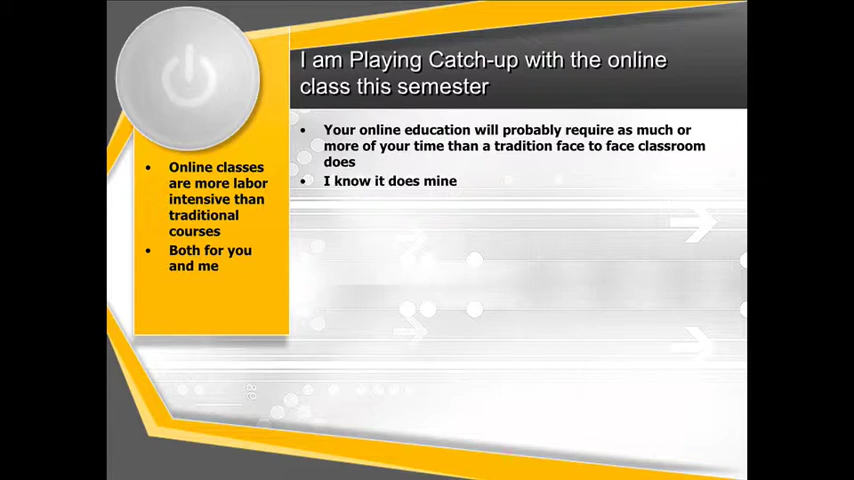 I am Playing Catch-up with the online
class this semester
• Your online education will probably require as much or
more of your time than a tradition face to face classroom
does
• I know it does mine
• Online classes
are more labor
intensive than
traditional
courses
• Both for you
and me